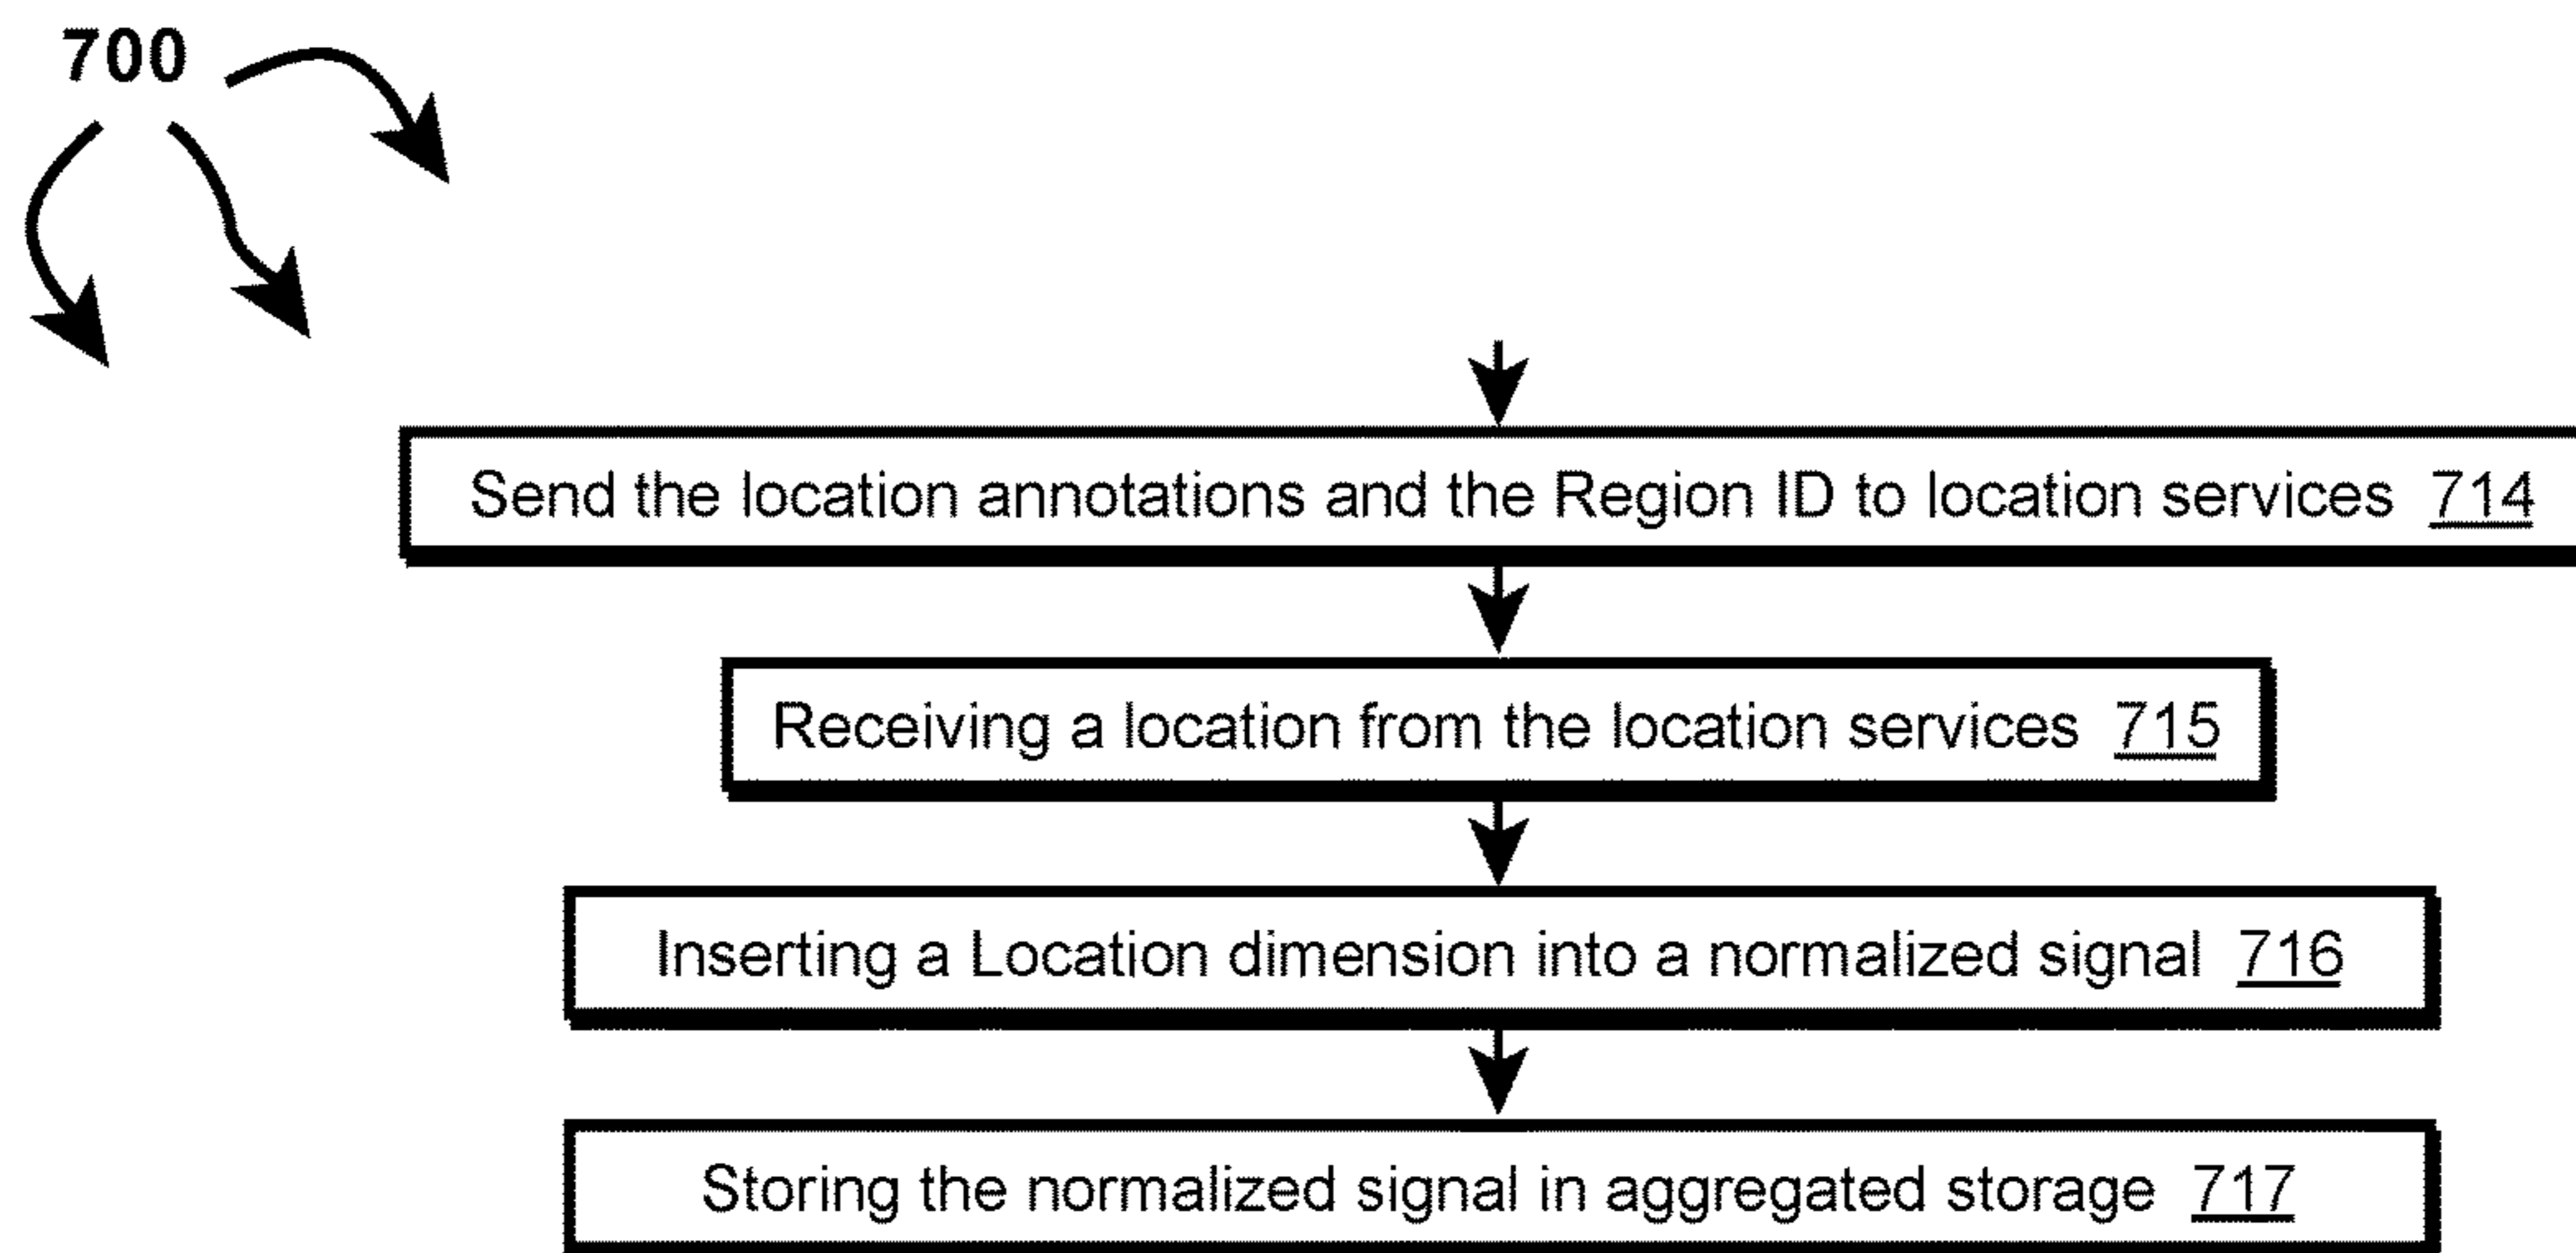 700
Send the location annotations and the Region ID to location services 714
Receiving a location from the location services 715
Inserting a Location dimension into a normalized signal 716
Storing the normalized signal in aggregated storage 717